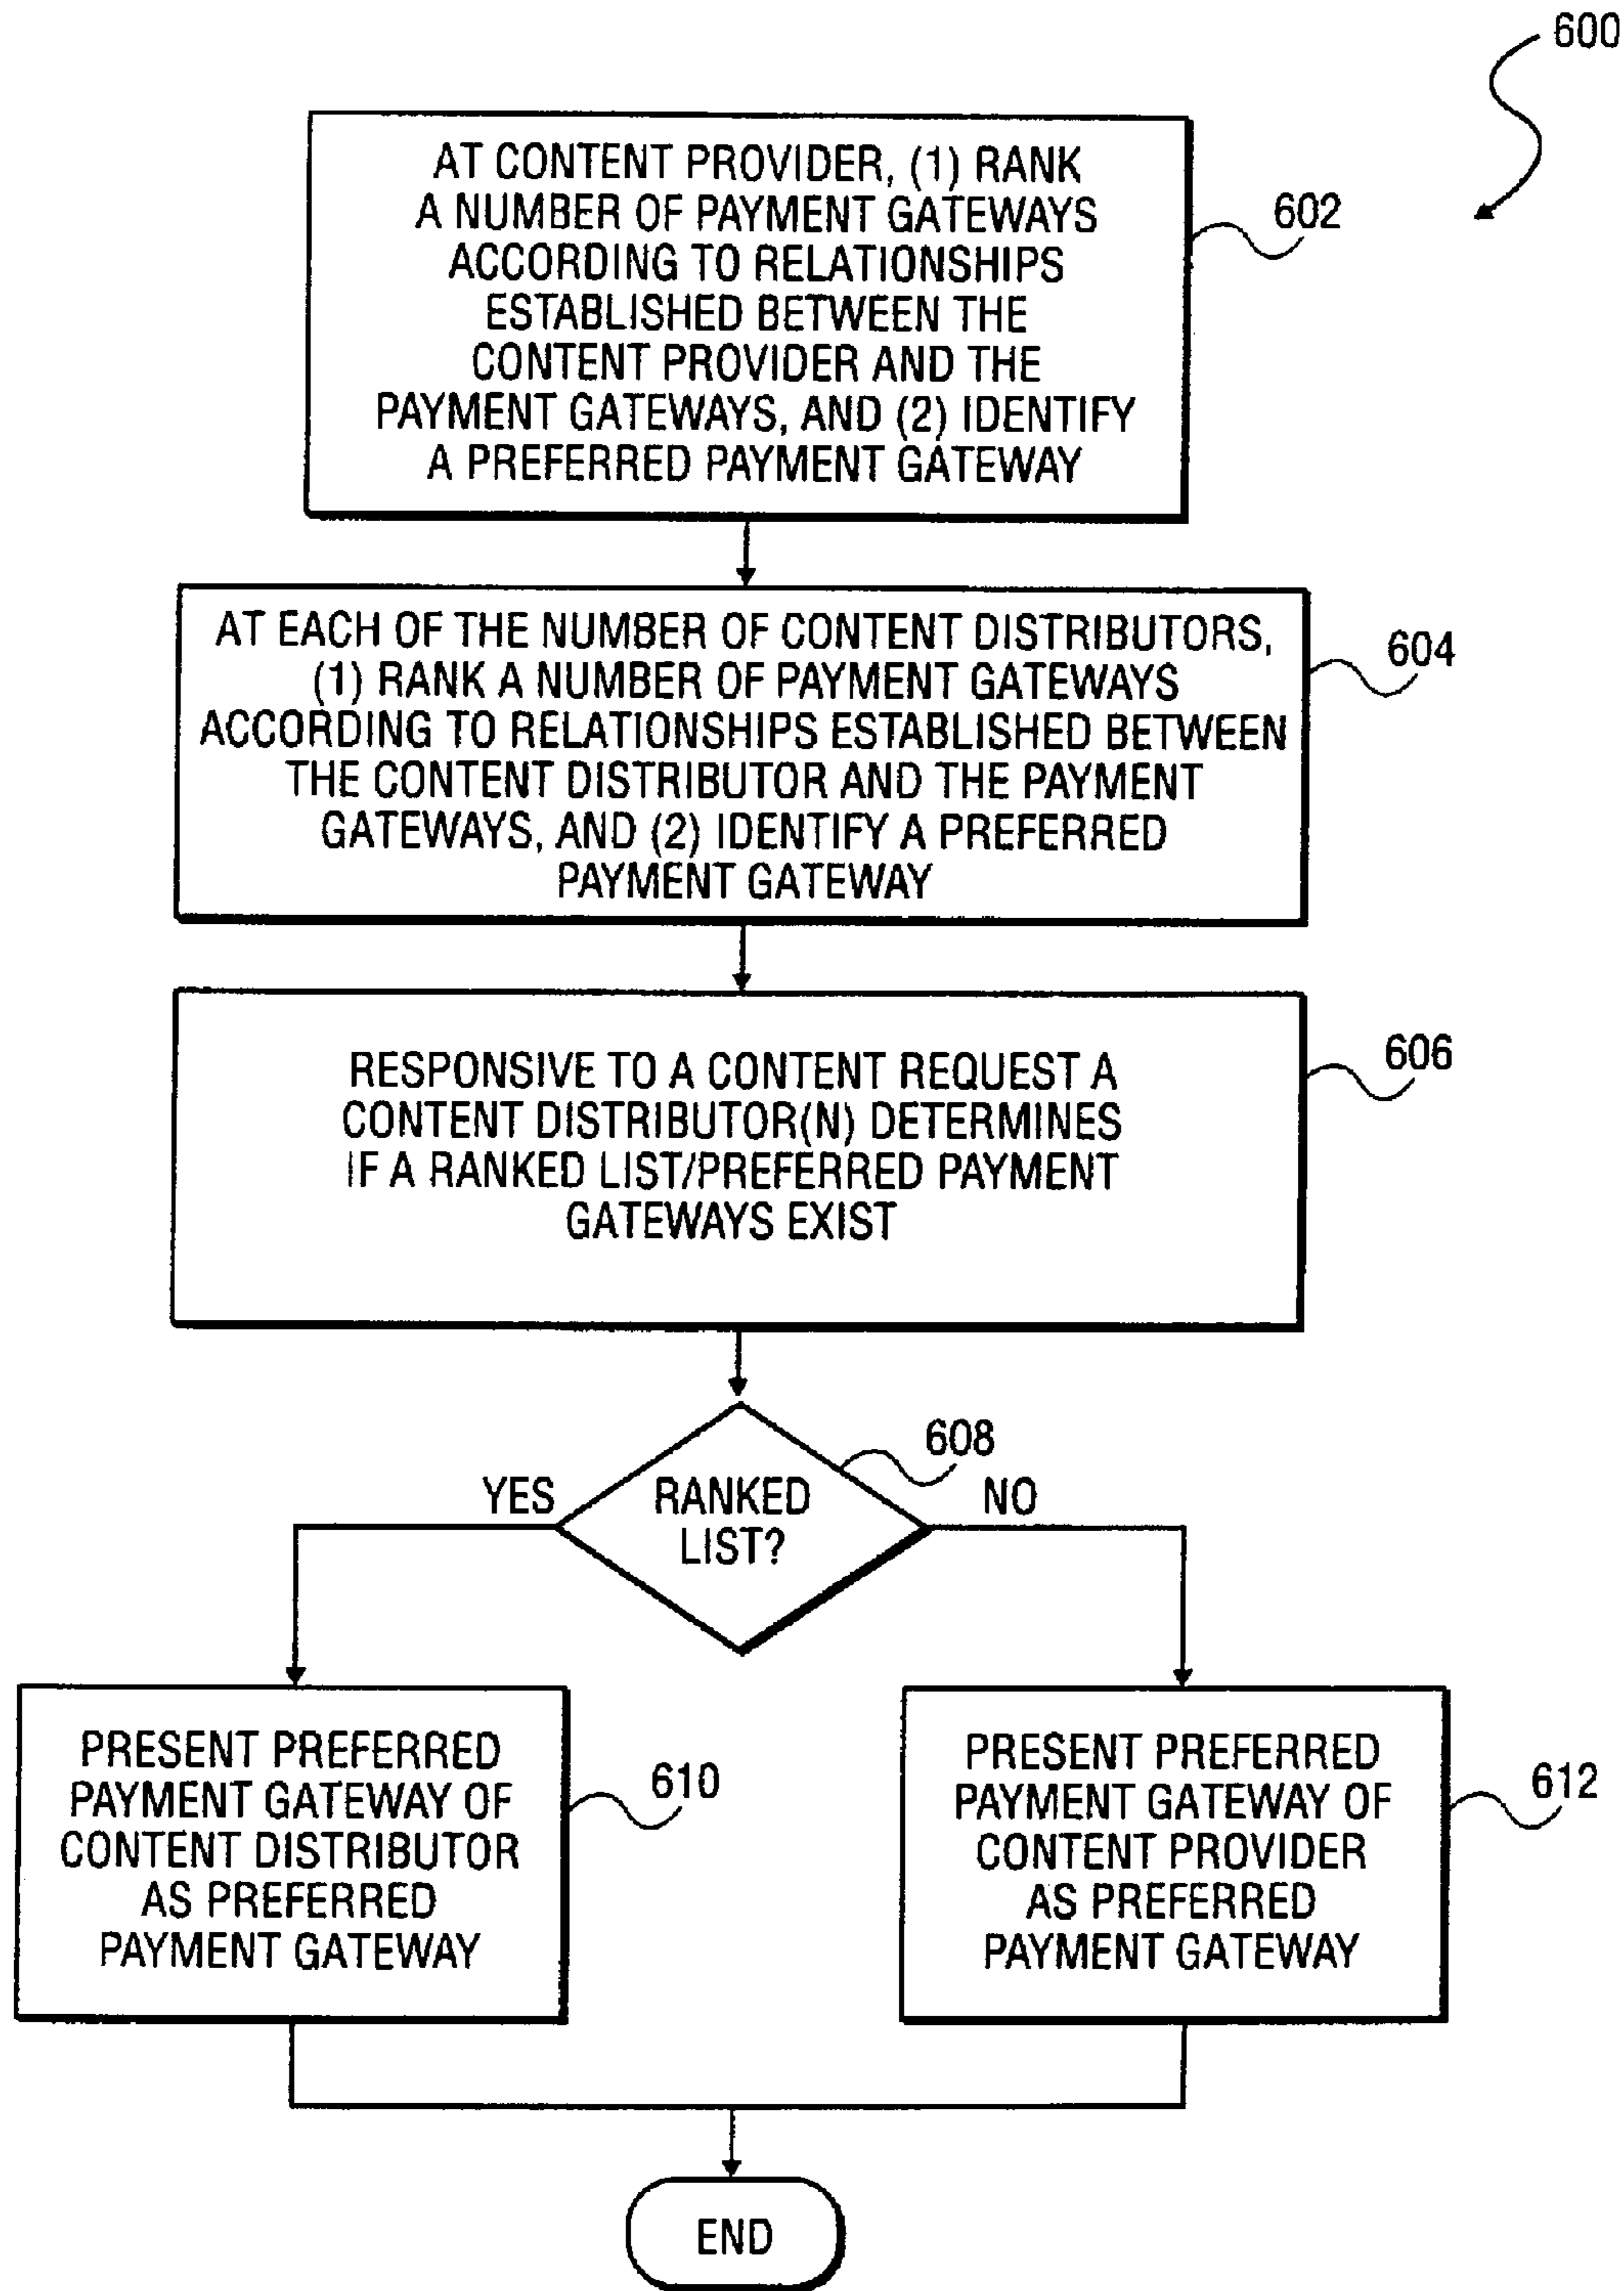 600
AT CONTENT PROVIDER, (1) RANK
A NUMBER OF PAYMENT GATEWAYS
ACCORDING TO RELATIONSHIPS
ESTABLISHED BETWEEN THE
CONTENT PROVIDER AND THE
PAYMENT GATEWAYS, AND (2) IDENTIFY
A PREFERRED PAYMENT GATEWAY
602
AT EACH OF THE NUMBER OF CONTENT DISTRIBUTORS,
(1) RANK A NUMBER OF PAYMENT GATEWAYS
ACCORDING TO RELATIONSHIPS ESTABLISHED BETWEEN
THE CONTENT DISTRIBUTOR AND THE PAYMENT
GATEWAYS, AND (2) IDENTIFY A PREFERRED
PAYMENT GATEWAY
604
RESPONSIVE TO A CONTENT REQUEST A
CONTENT DISTRIBUTOR(N) DETERMINES
IF A RANKED LIST/PREFERRED PAYMENT
GATEWAYS EXIST
606
608
YES
RANKED
LIST?
NO
PRESENT PREFERRED
PAYMENT GATEWAY OF
CONTENT DISTRIBUTOR
AS PREFERRED
PAYMENT GATEWAY
610
PRESENT PREFERRED
PAYMENT GATEWAY OF
CONTENT PROVIDER
AS PREFERRED
PAYMENT GATEWAY
612
END